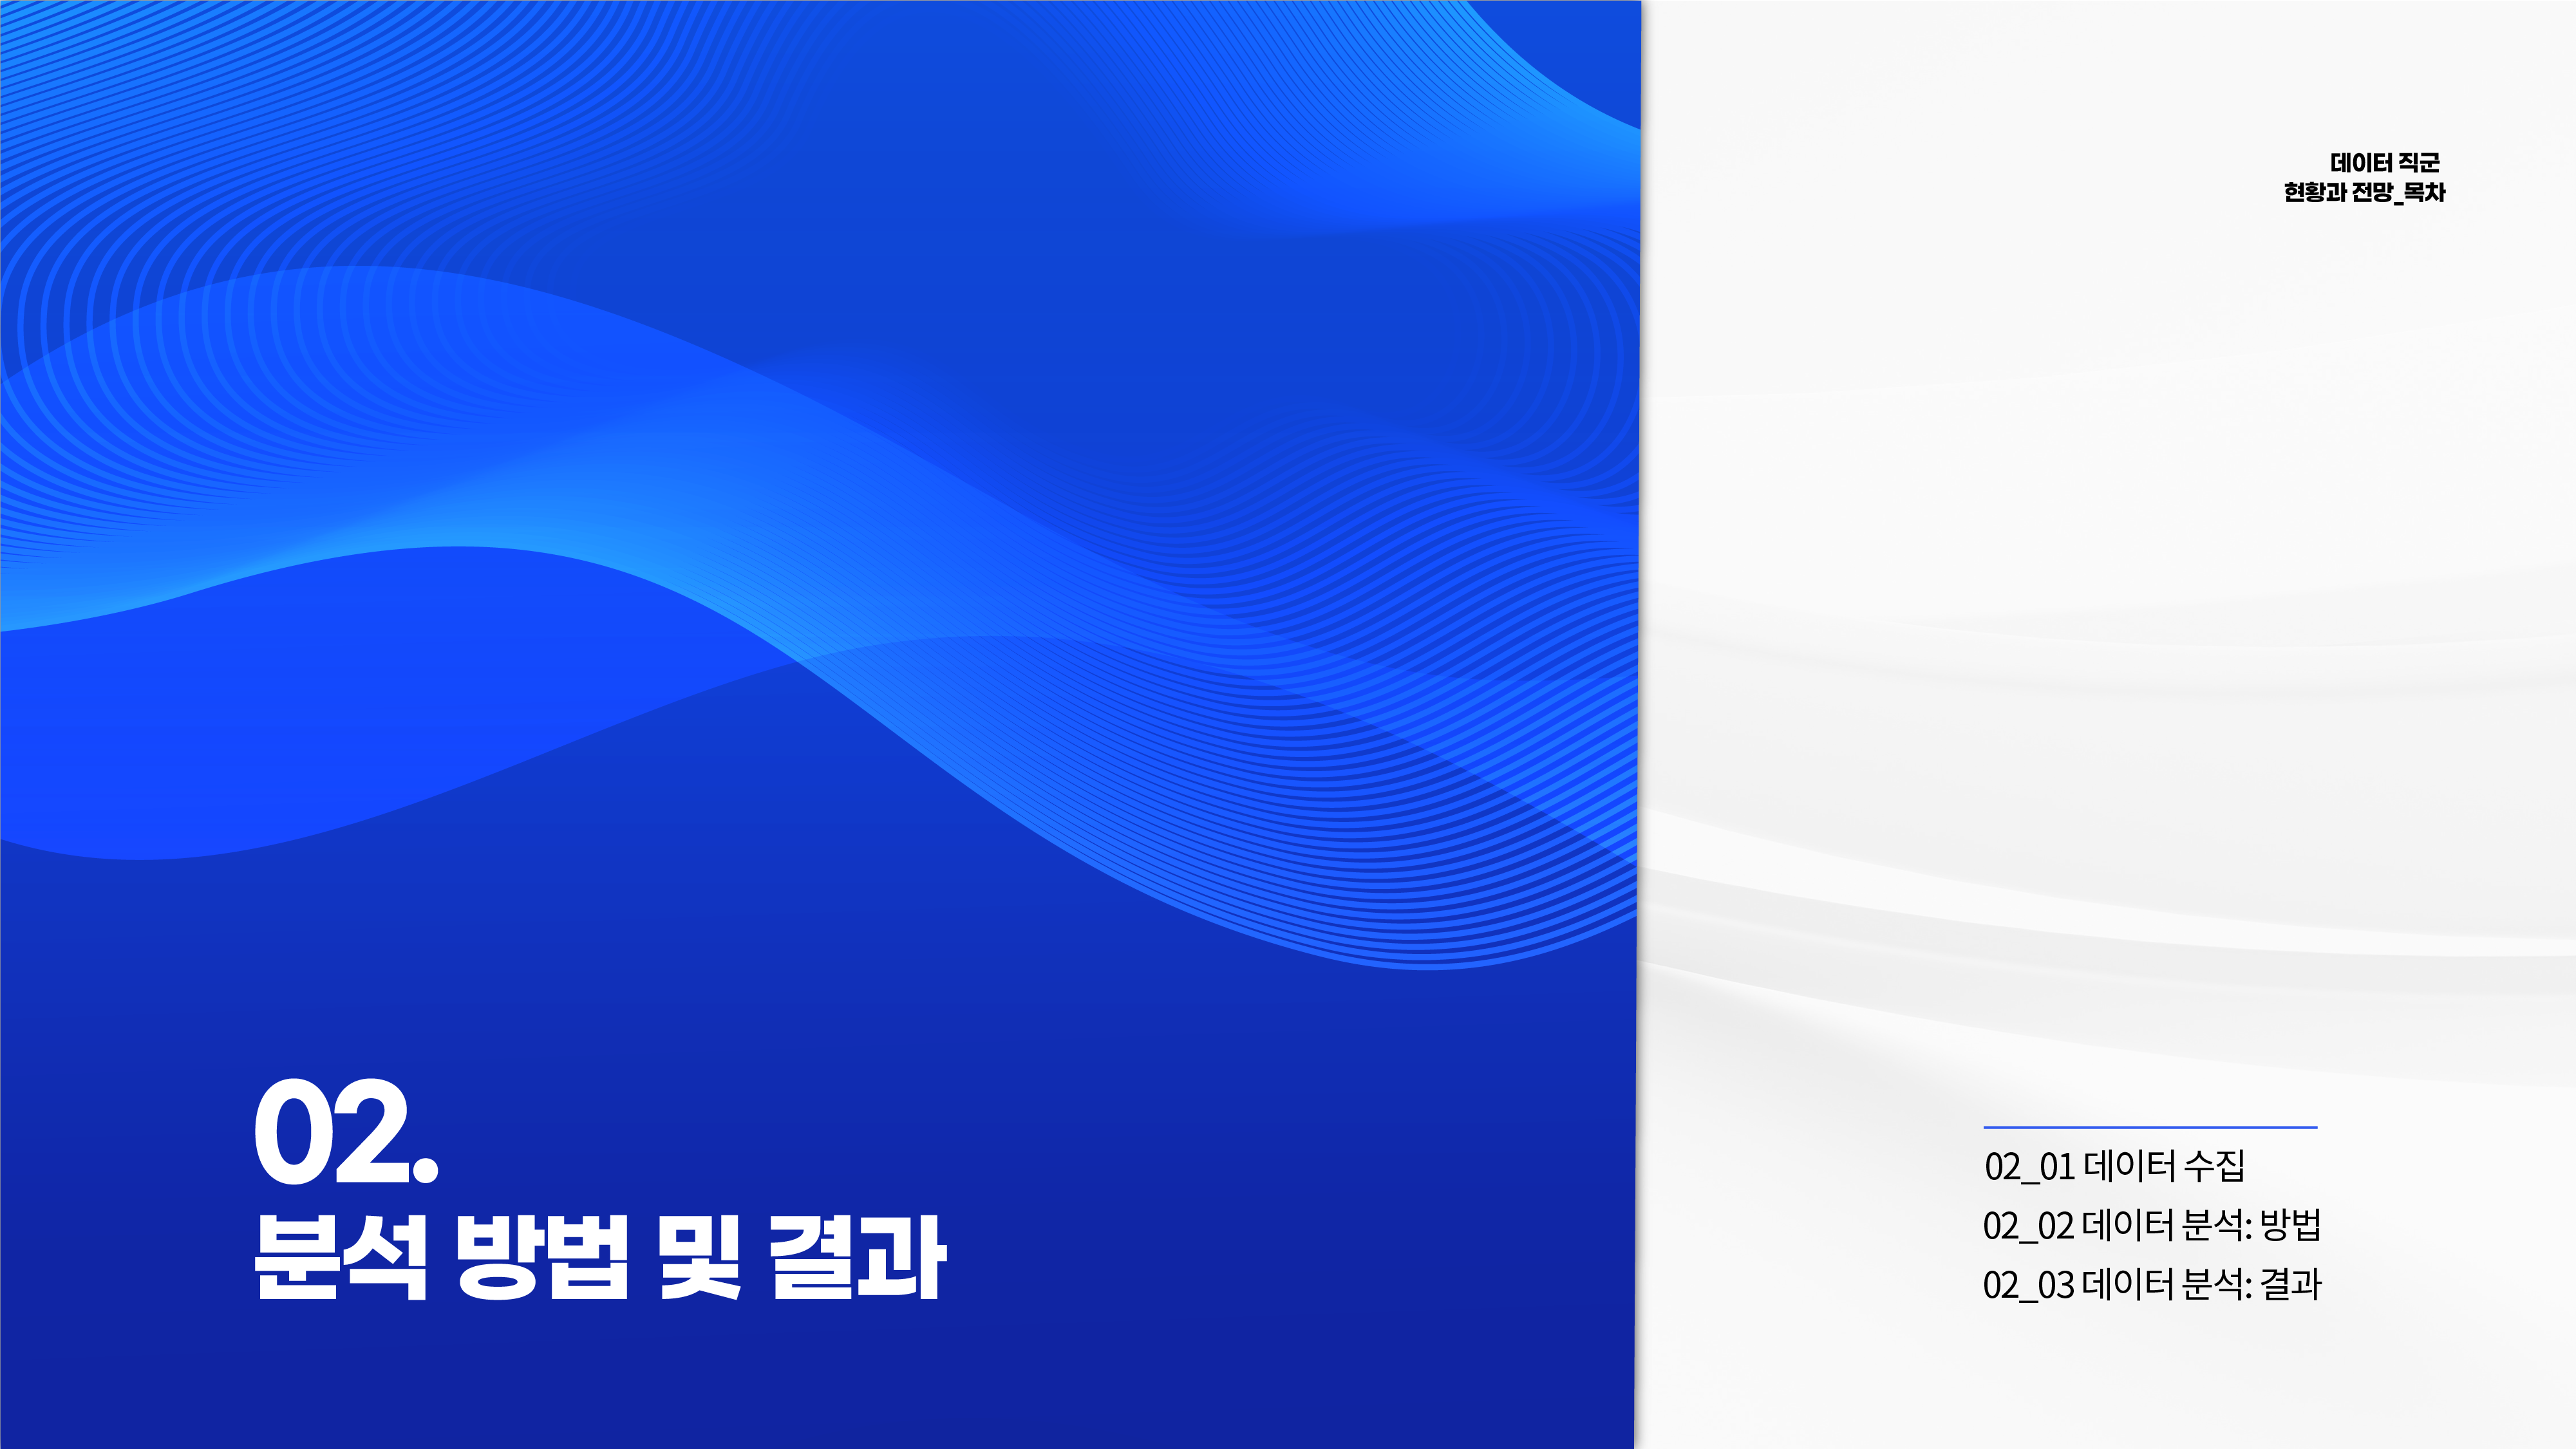 데이터 직군
현황과 전망_목차
02.
분석 방법 및 결과
02_01 데이터 수집
02_02 데이터 분석: 방법
02_03 데이터 분석: 결과